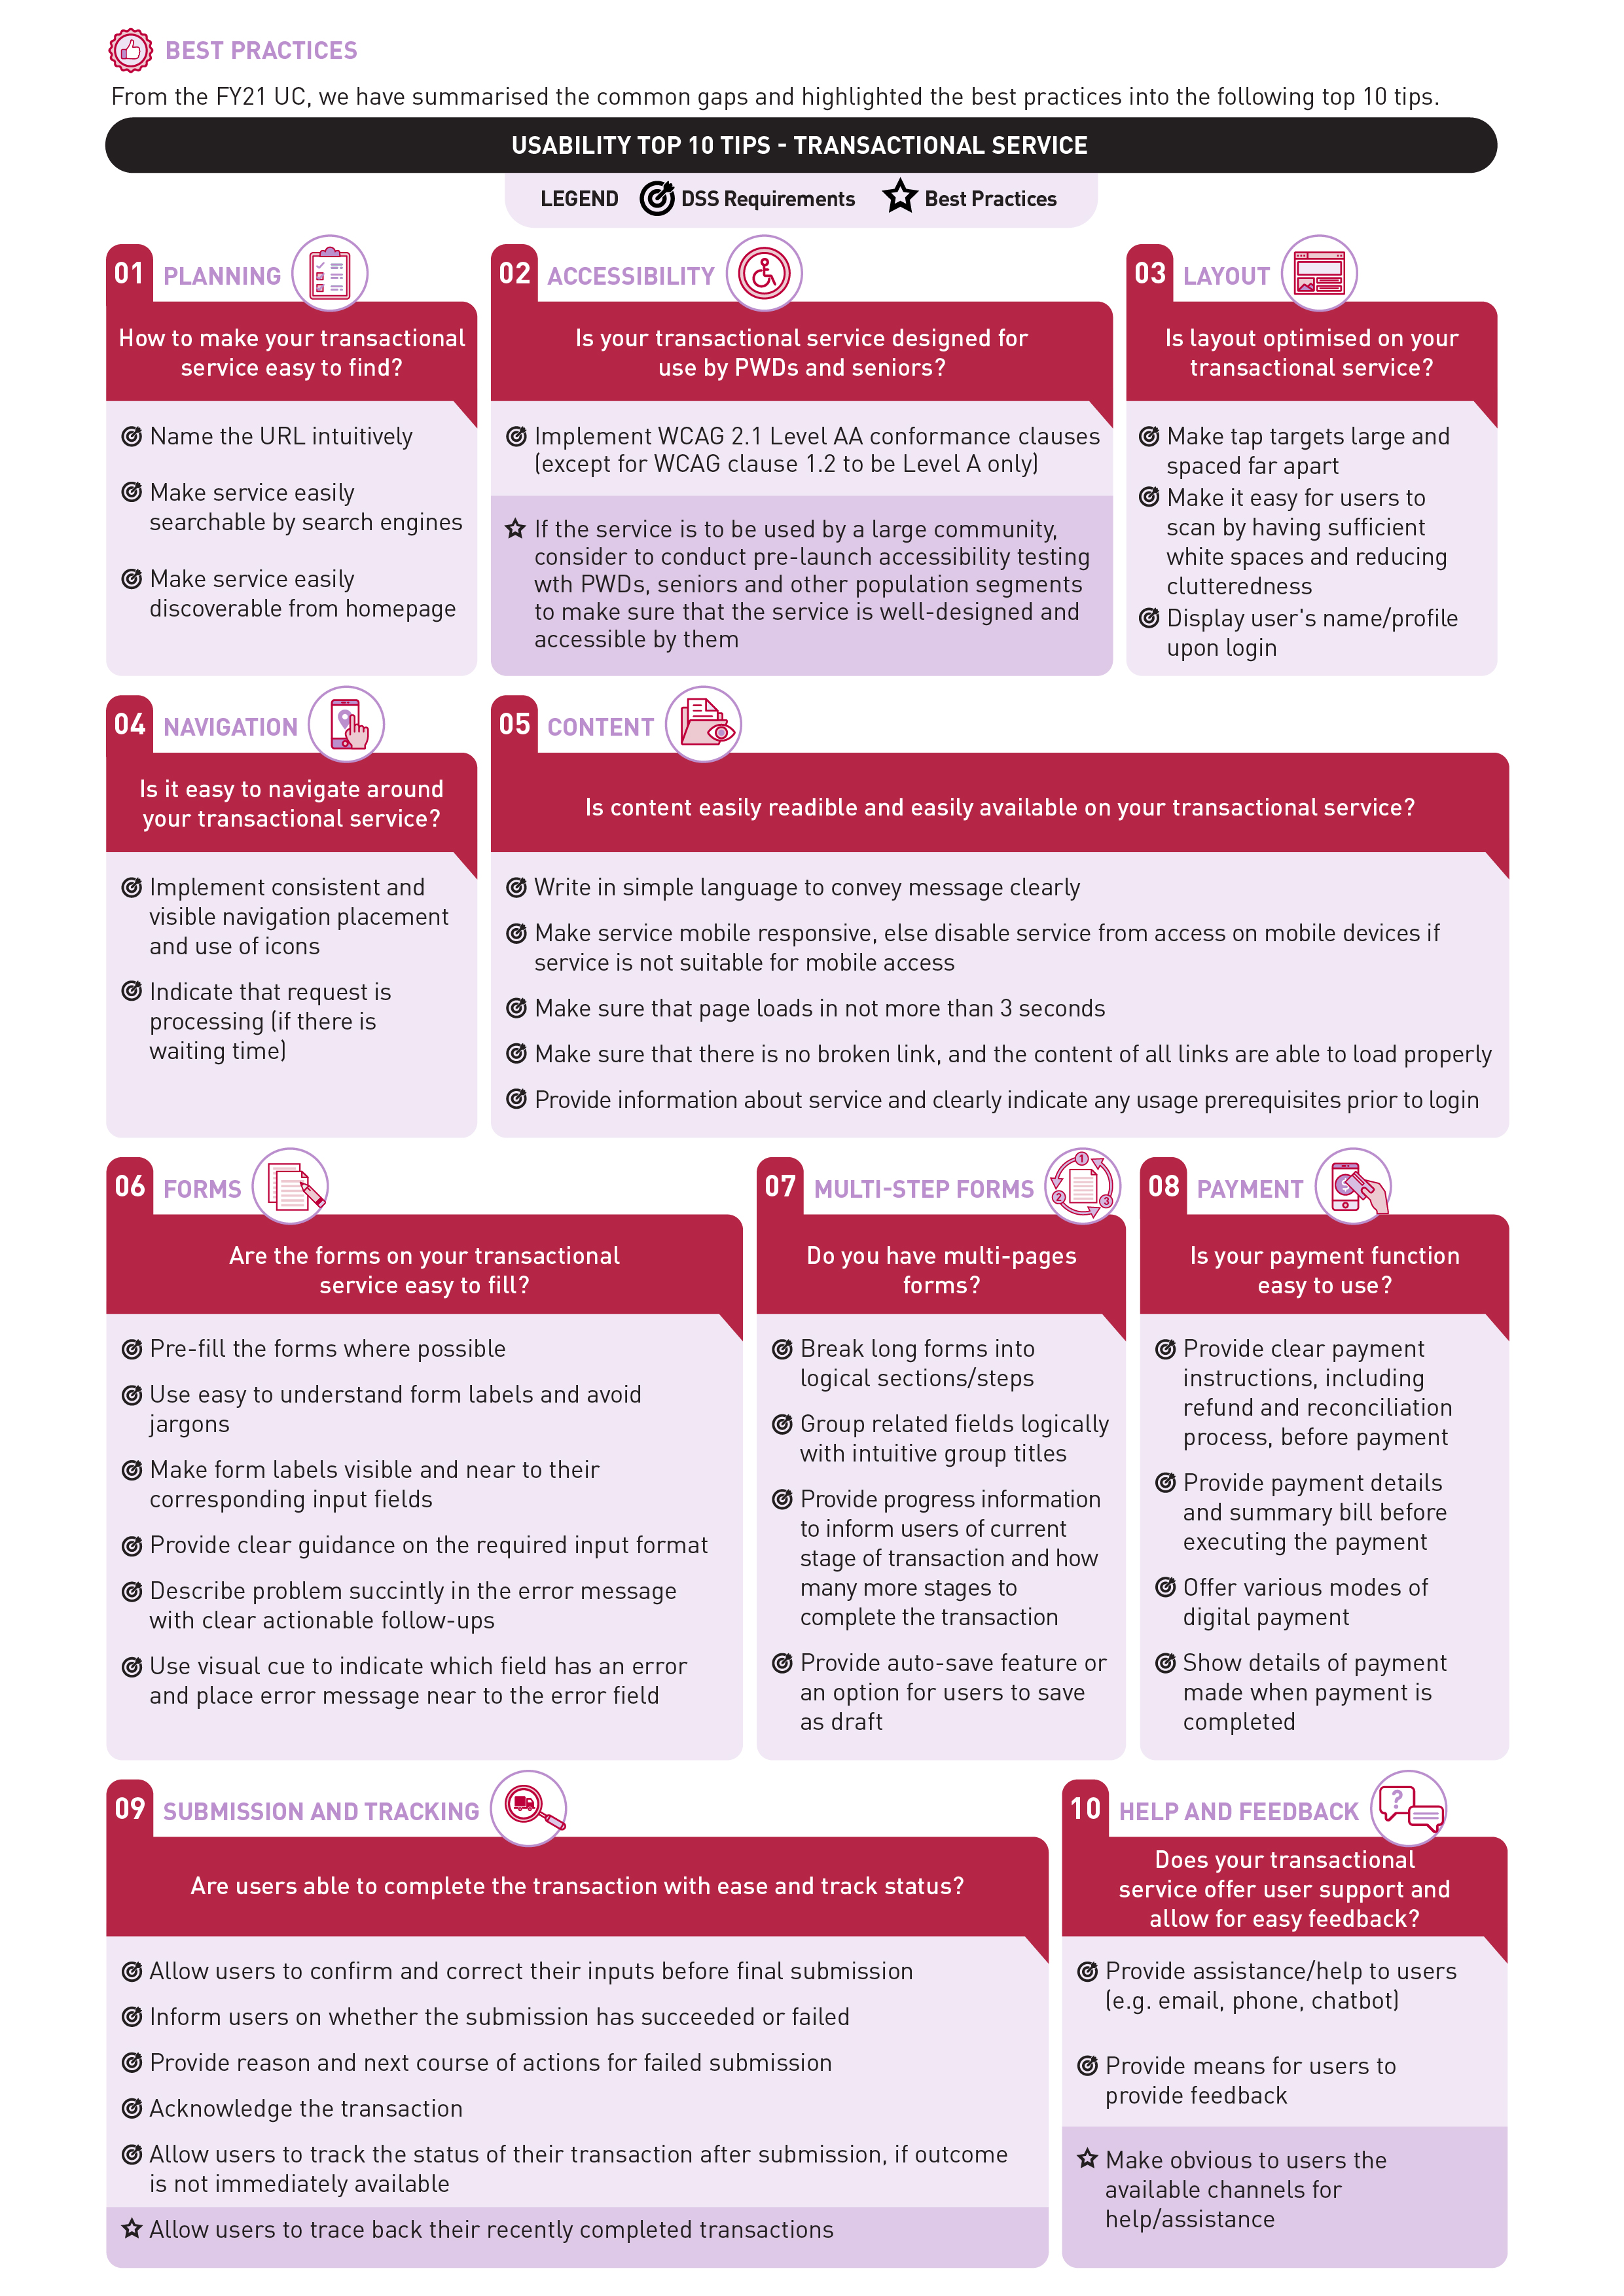 BEST PRACTICES
From the FY21 UC, we have summarised the common gaps and highlighted the best practices into the following top 10 tips.
USABILITY TOP 10 TIPS - TRANSACTIONAL SERVICE
LEGEND DSS Requirements Best Practices
01 PLANNING
How to make your transactional
service easy to find?
Name the URL intuitively
Make service easily
searchable by search engines
Make service easily
discoverable from homepage
02 ACCESSIBILITY
Is your transactional service designed for
use by PWDs and seniors?
Implement WCAG 2.1 Level AA conformance clauses
(except for WCAG clause 1.2 to be Level A only)
If the service is to be used by a large community,
consider to conduct pre-launch accessibility testing
wth PWDs, seniors and other population segments
to make sure that the service is well-designed and
accessible by them
03 LAYOUT
Is layout optimised on your
transactional service?
Make tap targets large and
spaced far apart
Make it easy for users to
scan by having sufficient
white spaces and reducing
clutteredness
Display user's name/profile
upon login
04 NAVIGATION
Is it easy to navigate around
your transactional service?
Implement consistent and
visible navigation placement
and use of icons
Indicate that request is
processing (if there is
waiting time)
05 CONTENT
Is content easily readible and easily available on your transactional service?
Write in simple language to convey message clearly
Make service mobile responsive, else disable service from access on mobile devices if
service is not suitable for mobile access
Make sure that page loads in not more than 3 seconds
Make sure that there is no broken link, and the content of all links are able to load properly
Provide information about service and clearly indicate any usage prerequisites prior to login
06 FORMS
Are the forms on your transactional
service easy to fill?
Pre-fill the forms where possible
Use easy to understand form labels and avoid
jargons
Make form labels visible and near to their
corresponding input fields
Provide clear guidance on the required input format
Describe problem succintly in the error message
with clear actionable follow-ups
Use visual cue to indicate which field has an error
and place error message near to the error field
07 MULTI-STEP FORMS
1
2
3
Do you have multi-pages
forms?
Break long forms into
logical sections/steps
Group related fields logically
with intuitive group titles
Provide progress information
to inform users of current
stage of transaction and how
many more stages to
complete the transaction
Provide auto-save feature or
an option for users to save
as draft
08 PAYMENT
Is your payment function
easy to use?
Provide clear payment
instructions, including
refund and reconciliation
process, before payment
Provide payment details
and summary bill before
executing the payment
Offer various modes of
digital payment
Show details of payment
made when payment is
completed
09 SUBMISSION AND TRACKING
Are users able to complete the transaction with ease and track status?
Allow users to confirm and correct their inputs before final submission
Inform users on whether the submission has succeeded or failed
Provide reason and next course of actions for failed submission
Acknowledge the transaction
Allow users to track the status of their transaction after submission, if outcome
is not immediately available
Allow users to trace back their recently completed transactions
10 HELP AND FEEDBACK
?
Does your transactional
service offer user support and
allow for easy feedback?
Provide assistance/help to users
(e.g. email, phone, chatbot)
Provide means for users to
provide feedback
Make obvious to users the
available channels for
help/assistance